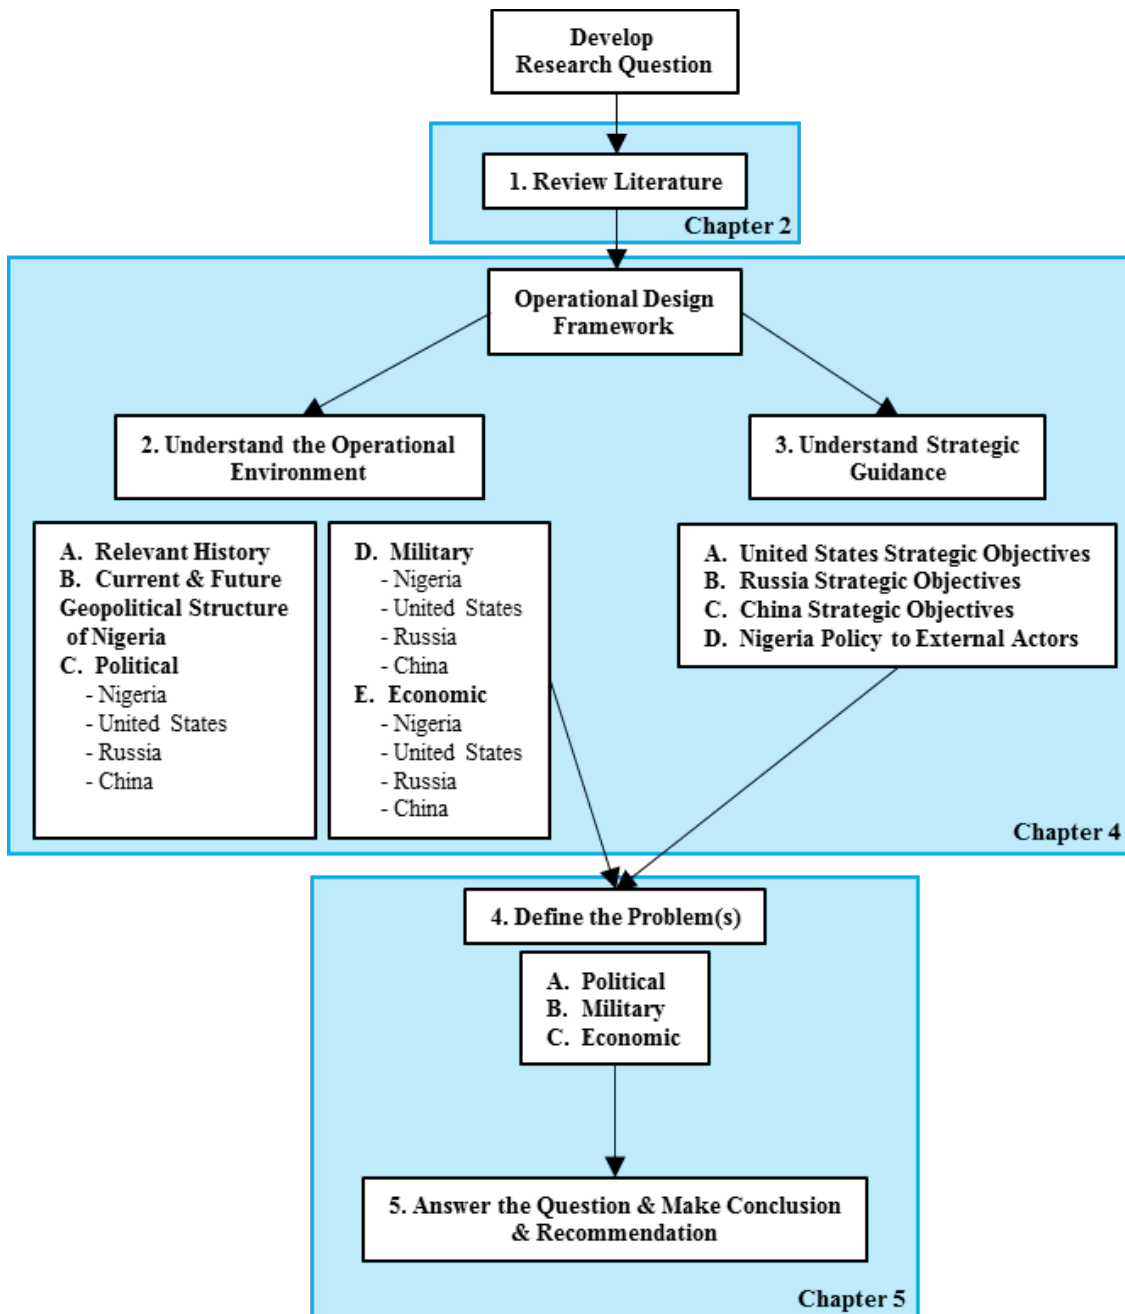 Develop
Research Question
1. Review Literature
Chapter 2
Operational Design
Framework
2. Understand the Operational
Environment
3. Understand Strategic
Guidance
A. Relevant History
B. Current & Future
Geopolitical Structure
of Nigeria
C. Political
- Nigeria
- United States
- Russia
- China
D. Military
- Nigeria
- United States
- Russia
- China
E. Economic
- Nigeria
- United States
- Russia
- China
A. United States Strategic Objectives
B. Russia Strategic Objectives
C. China Strategic Objectives
D. Nigeria Policy to External Actors
Chapter 4
4. Define the Problem(s)
A. Political
B. Military
C. Economic
5. Answer the Question & Make Conclusion
& Recommendation
Chapter 5